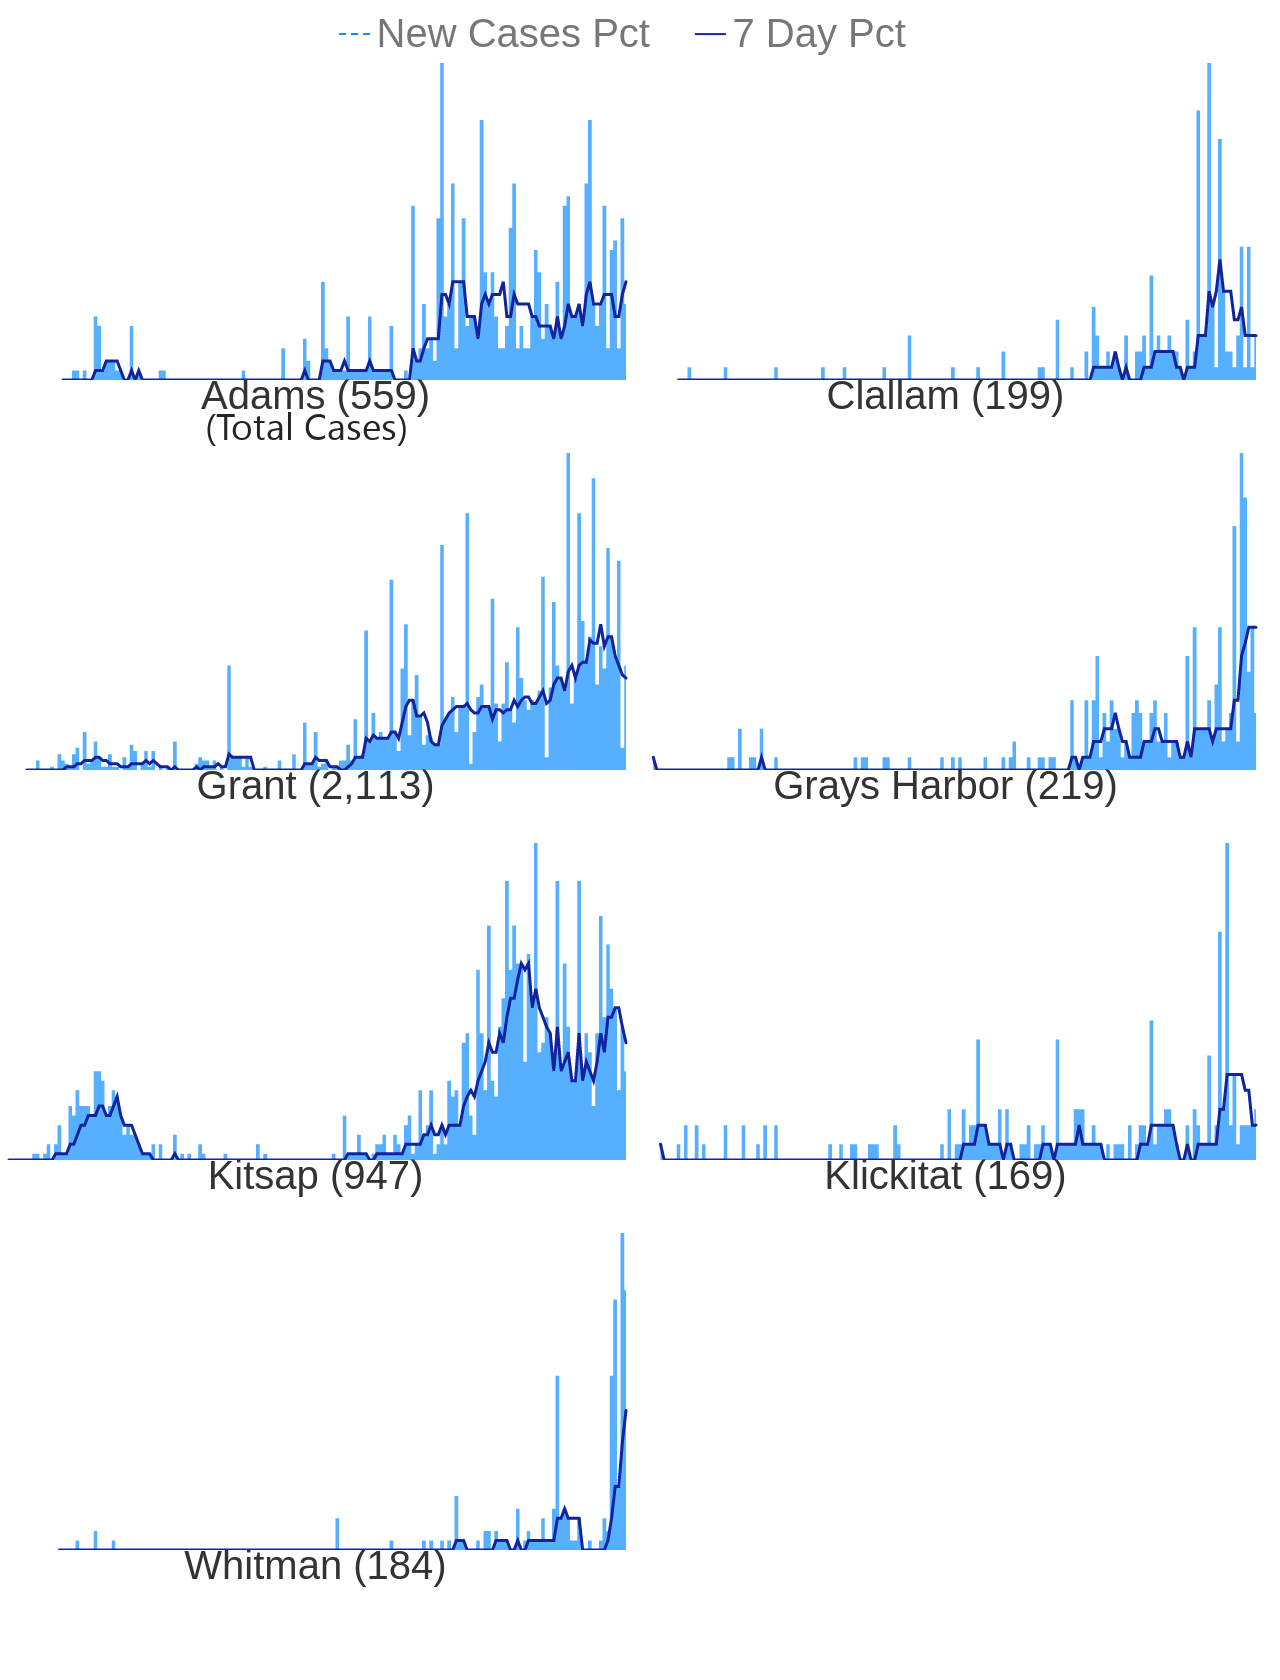 New Cases Pct 7 Day Pct
Adams (559)
(Total Cases)
Clallam (199)
Grant (2,113)
Grays Harbor (219)
Kitsap (947)
Klickitat (169)
Whitman (184)